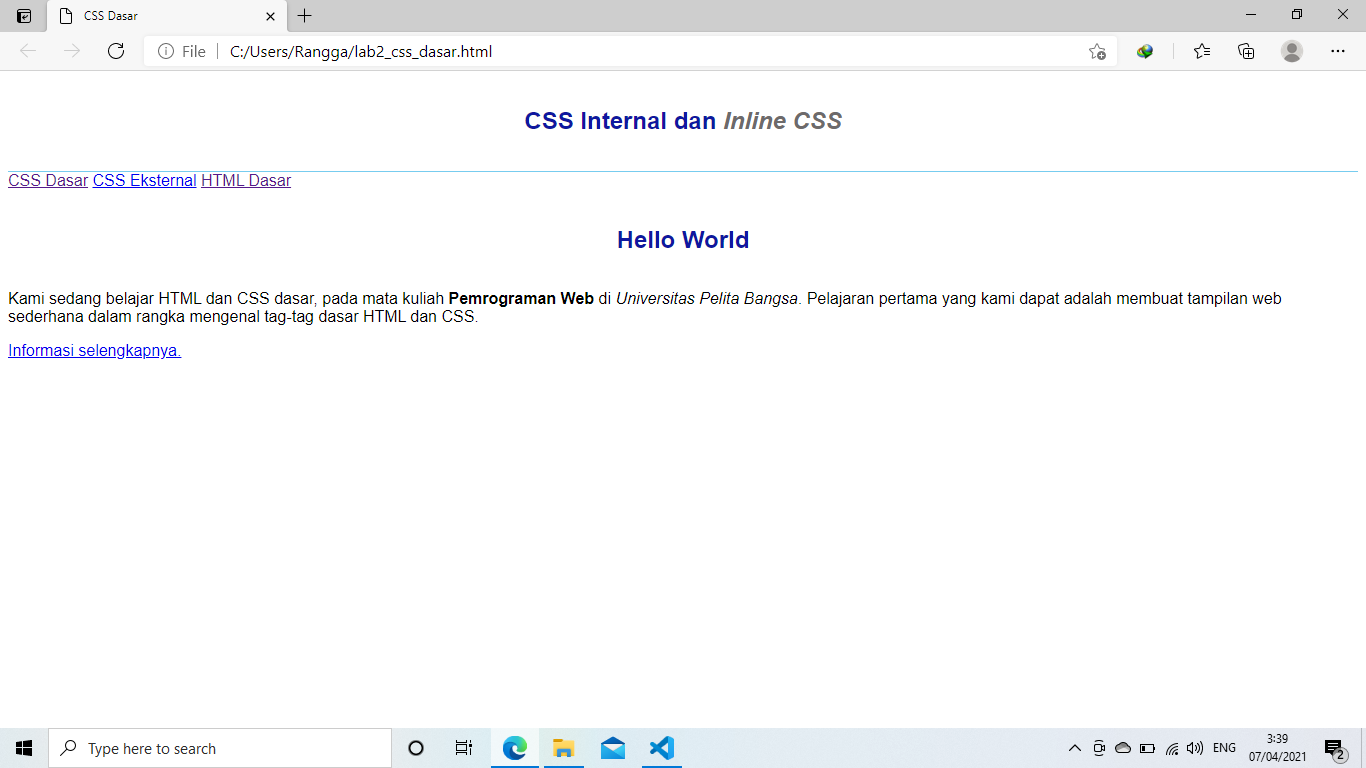 CSS Dasar
File
C:/Users/Rangga/lab2_css_dasar.html
CSS Internal dan Inline CSS
CSS Dasar CSS Eksternal HTML Dasar
Hello World
Kami sedang belajar HTML dan CSS dasar, pada mata kuliah Pemrograman Web di Universitas Pelita Bangsa. Pelajaran pertama yang kami dapat adalah membuat tampilan web
sederhana dalam rangka mengenal tag-tag dasar HTML dan CSS.
Informasi selengkapnya.
Type here to search
ENG
3:39
07/04/2021
2